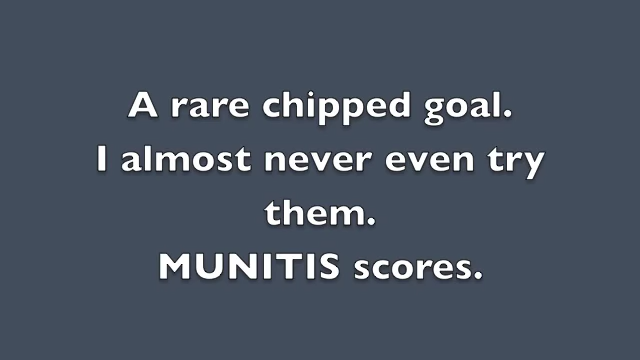 A rare chipped goal.
I almost never even try
them.
MUNITIS scores.